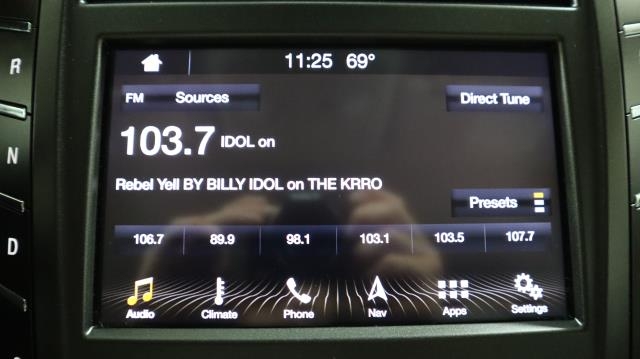 11:25 69°
FM Sources
Direct Tune
103.7 IDOL on
Rebel Yell BY BILLY IDOL on THE KRRO
Presets
106.7 89.9 98.1 103.1 103.5 107.7
Audio Climate Phone Nav Apps Settings
R
N
D